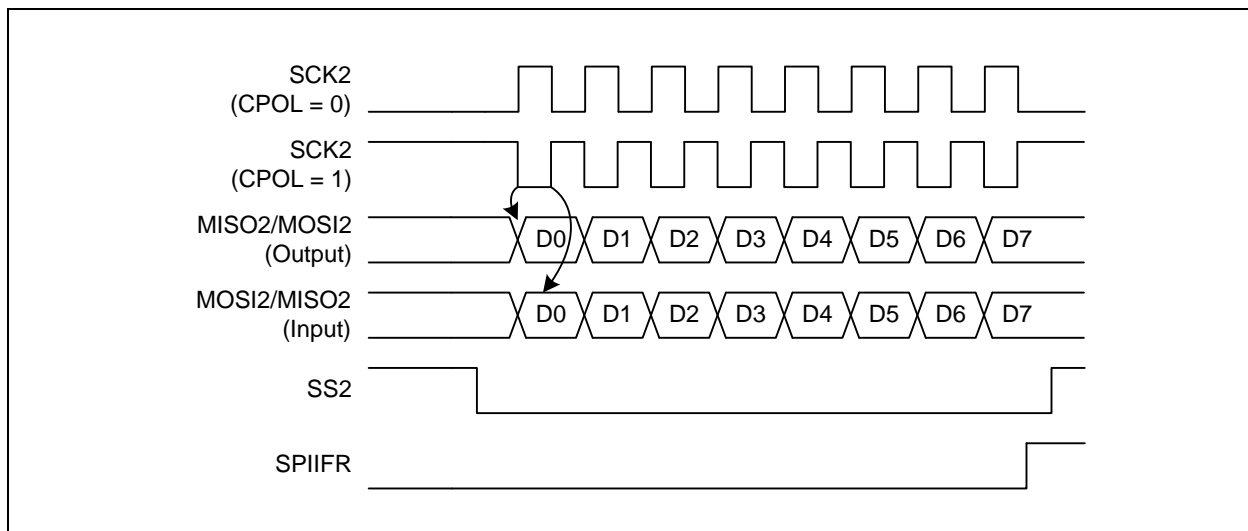 SCK2
(CPOL = 0)
SCK2
(CPOL = 1)
MISO2/MOSI2
(Output)
D0 D1 D2 D3 D4 D5 D6 D7
MOSI2/MISO2
(Input)
D0 D1 D2 D3 D4 D5 D6 D7
SS2
SPIIFR